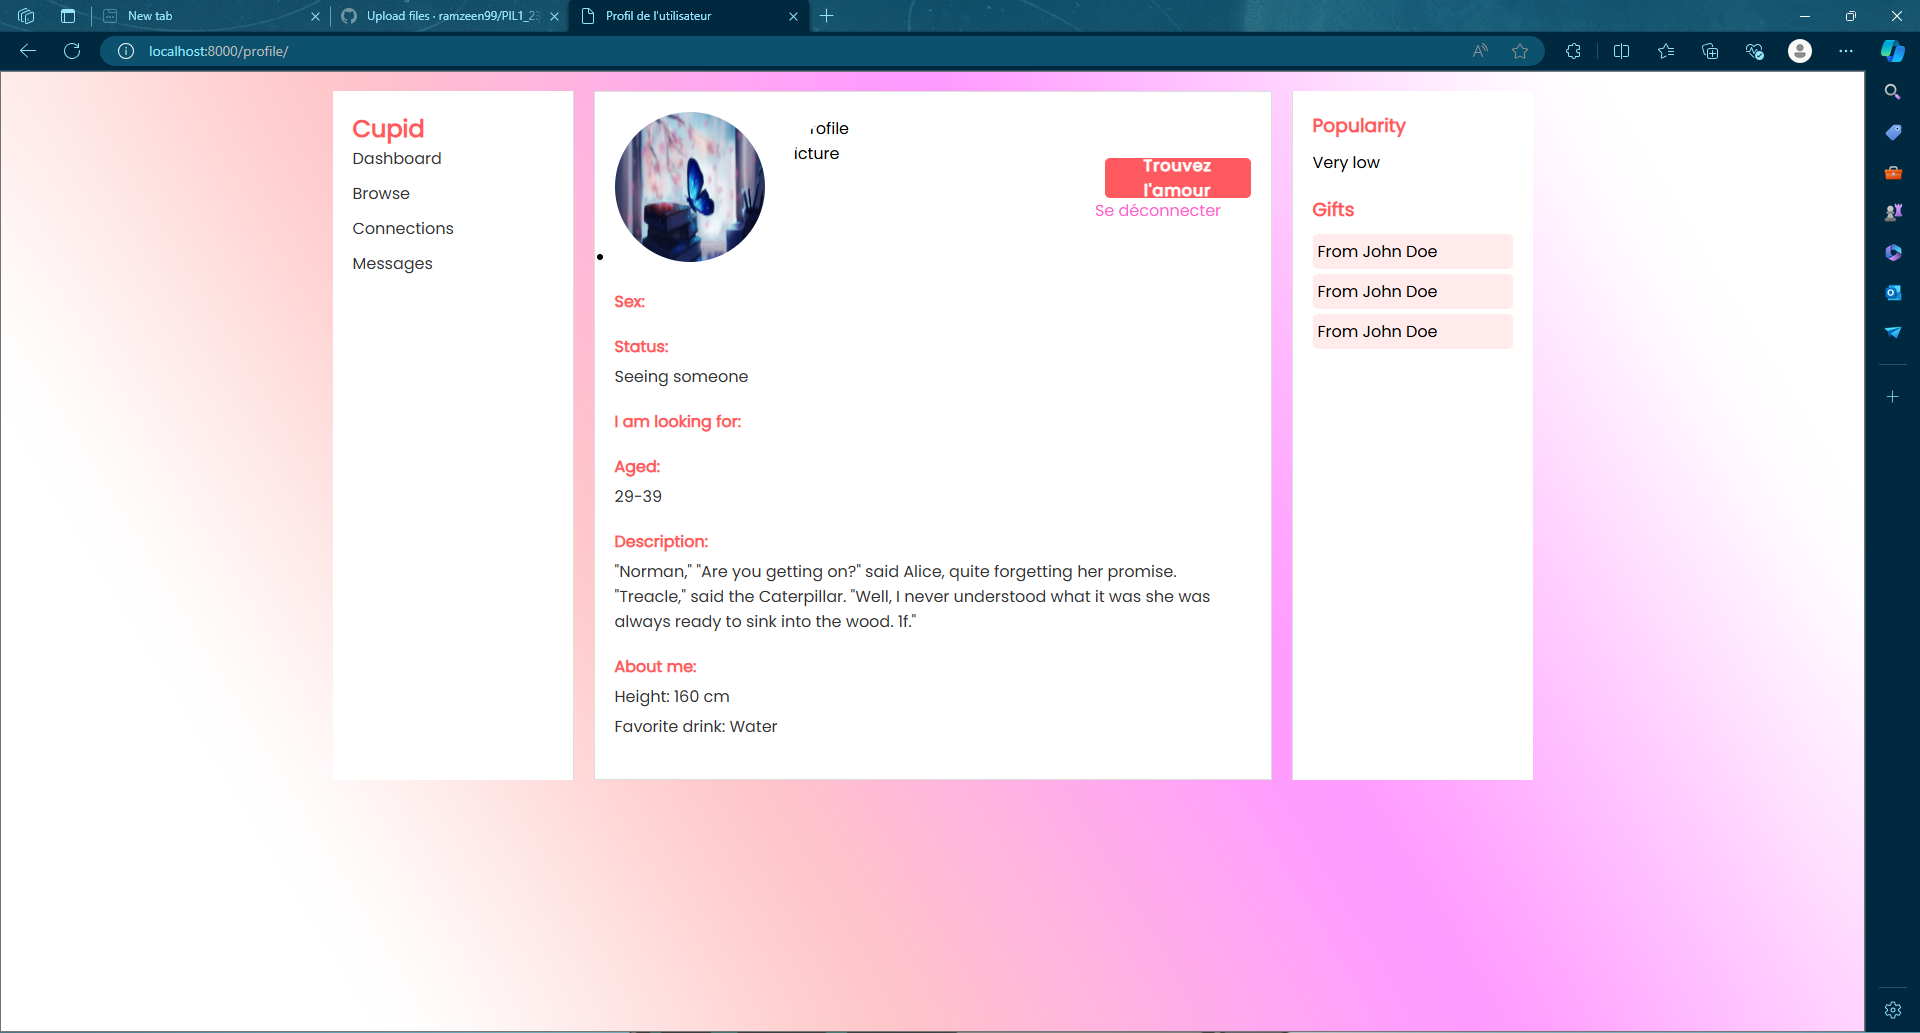 New tab
Upload files · ramzeen99/PIL1_23
Profil de l'utilisateur
localhost:8000/profile/
Cupid
Dashboard
Browse
Connections
Messages
rofile
icture
Trouvez
l'amour
Se déconnecter
Sex:
Status:
Seeing someone
I am looking for:
Aged:
29-39
Description:
"Norman," "Are you getting on?" said Alice, quite forgetting her promise.
"Treacle," said the Caterpillar. "Well, I never understood what it was she was
always ready to sink into the wood. 1f."
About me:
Height: 160 cm
Favorite drink: Water
Popularity
Very low
Gifts
From John Doe
From John Doe
From John Doe